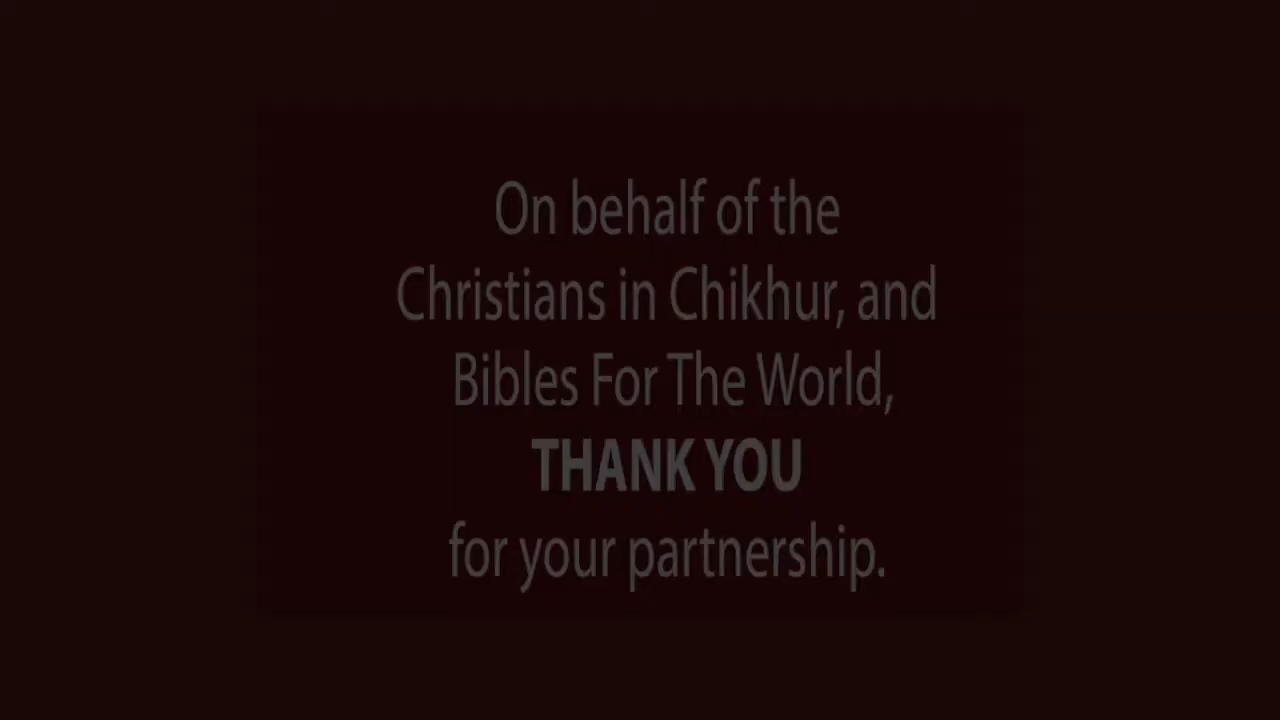 On behalf of the
Christians in Chikhur, and
Bibles For The World,
THANK YOU
for your partnership.